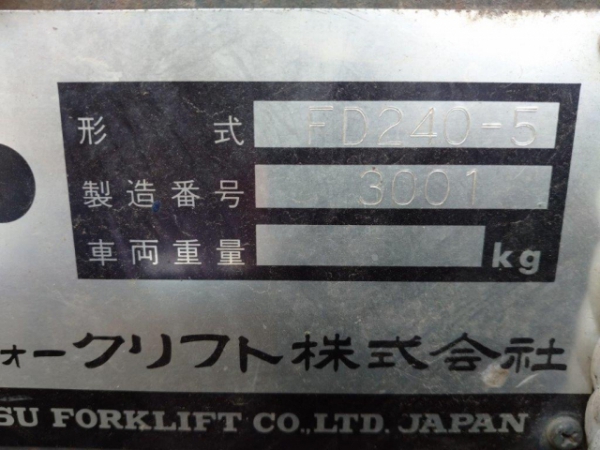 形式 FD240-5
製造番号 3001
車両重量 kg
ォークリフト株式会社
SU FORKLIFT CO.,LTD. JAPAN